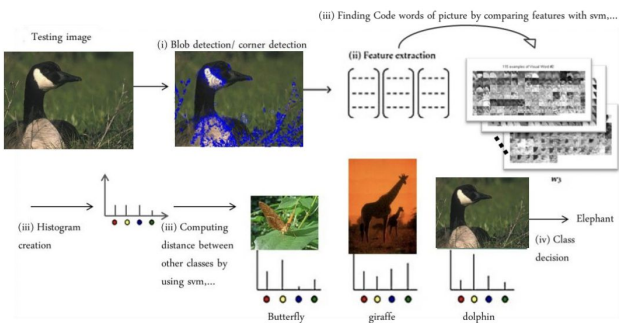 (iii) Finding Code words of picture by comparing features with svm,...
Testing image
(i) Blob detection/ corner detection
(ii) Feature extraction
w3
(iii) Histogram
creation
(iii) Computing
distance between
other classes by
using svm,...
Elephant
(iv) Class
decision
Butterfly
giraffe
dolphin